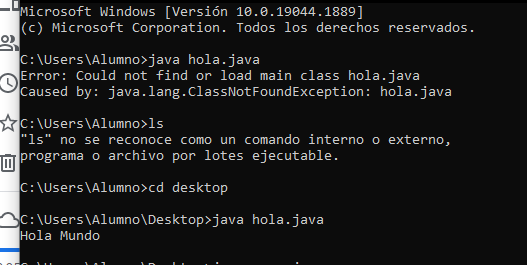 Microsoft Windows [Versión 10.0.19044.1889]
(c) Microsoft Corporation. Todos los derechos reservados.
C:\Users\Alumno>java hola.java
Error: Could not find or load main class hola.java
Caused by: java.lang.ClassNotFoundException: hola.java
C:\Users\Alumno>ls
"ls" no se reconoce como un comando interno o externo,
programa o archivo por lotes ejecutable.
C:\Users\Alumno>cd desktop
C:\Users\Alumno\Desktop>java hola.java
Hola Mundo